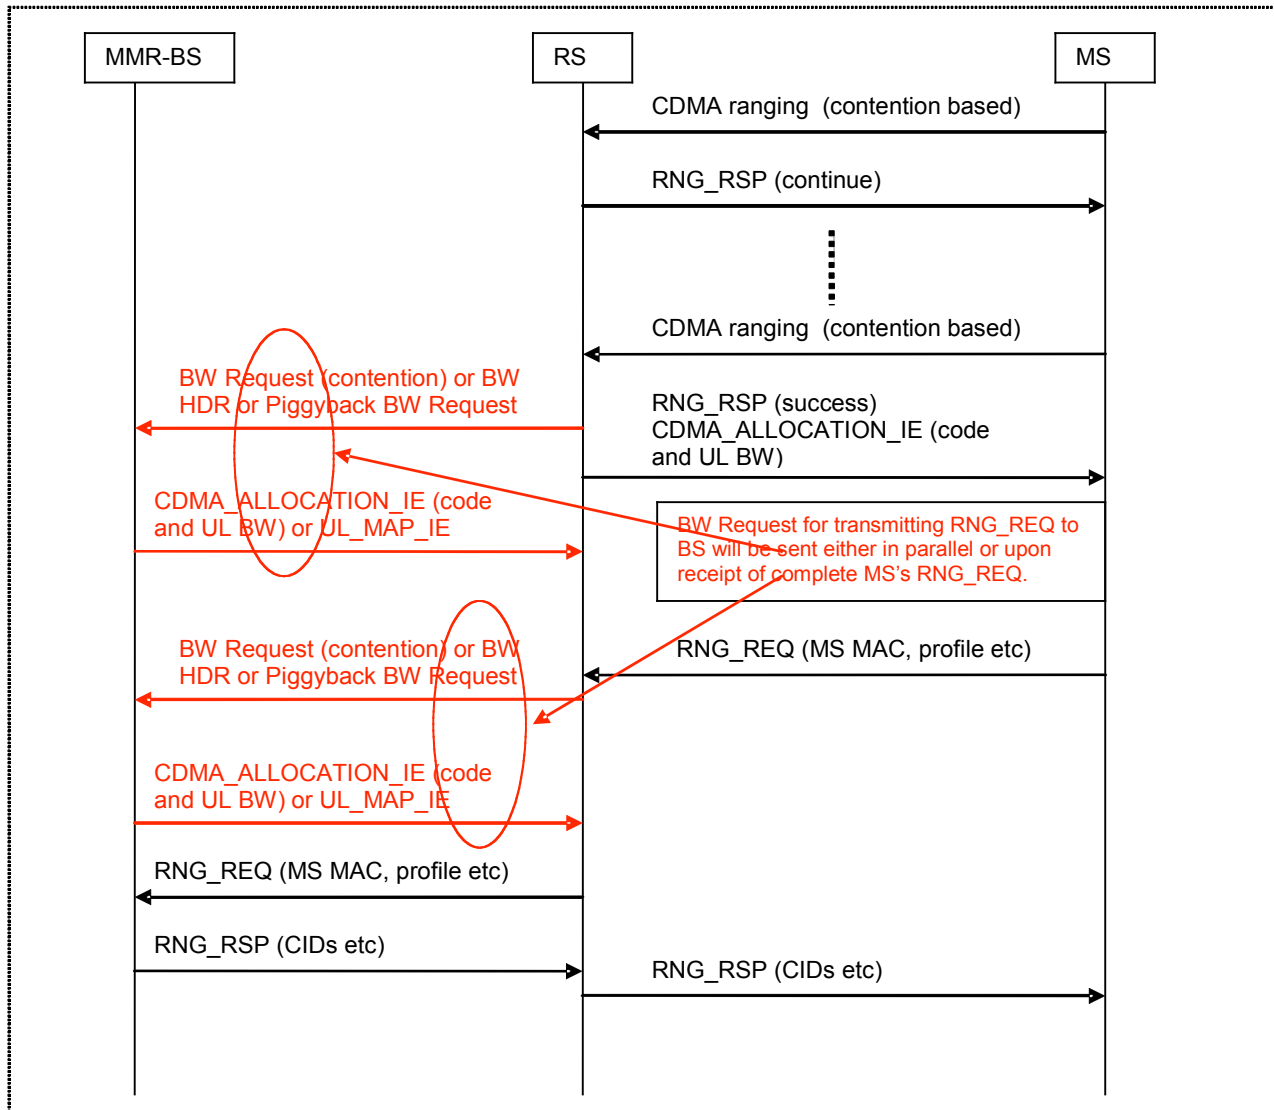 MMR-BS
RS
MS
CDMA ranging  (contention based)
RNG_RSP (continue)
CDMA ranging  (contention based)
BW Request (contention) or BW
HDR or Piggyback BW Request
RNG_RSP (success)
CDMA_ALLOCATION_IE (code
and UL BW)
CDMA_ALLOCATION_IE (code
and UL BW) or UL_MAP_IE
BW Request for transmitting RNG_REQ to
BS will be sent either in parallel or upon
receipt of complete MS’s RNG_REQ.
BW Request (contention) or BW
HDR or Piggyback BW Request
RNG_REQ (MS MAC, profile etc)
CDMA_ALLOCATION_IE (code
and UL BW) or UL_MAP_IE
RNG_REQ (MS MAC, profile etc)
RNG_RSP (CIDs etc)
RNG_RSP (CIDs etc)